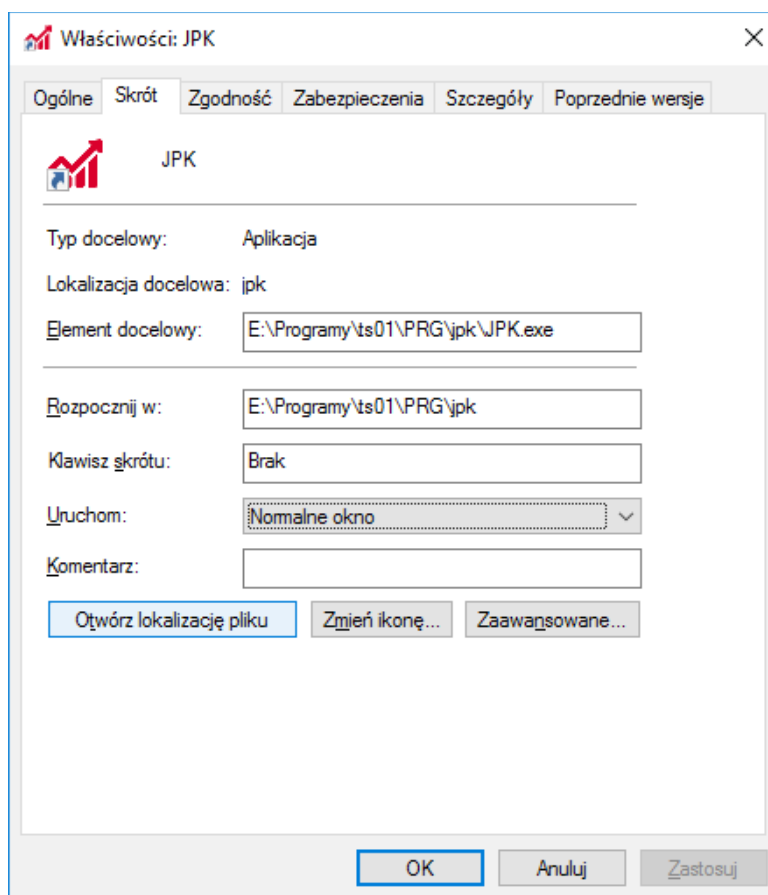 Właściwości: JPK
Ogólne Skrót Zgodność Zabezpieczenia Szczegóły Poprzednie wersje
JPK
Typ docelowy: Aplikacja
Lokalizacja docelowa: jpk
Element docelowy: E:\Programy\ts01\PRG\jpk\JPK.exe
Rozpocznij w: E:\Programy\ts01\PRG\jpk
Klawisz skrótu: Brak
Uruchom: Normalne okno
Komentarz:
Otwórz lokalizację pliku Zmień ikonę... Zaawansowane...
OK Anuluj Zastosuj